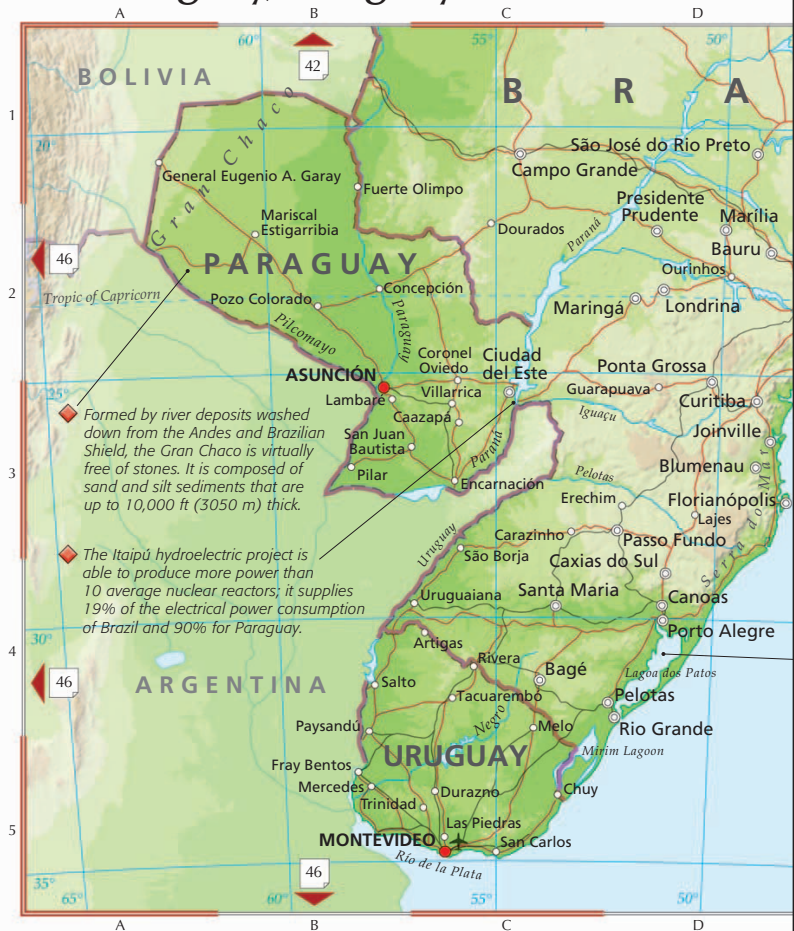 A
B
C
D
60°
55°
50°
BOLIVIA
42
B R A
1
20°
São José do Rio Preto
General Eugenio A. Garay
Gran Chaco
Fuerte Olimpo
Campo Grande
Presidente
Prudente
Marília
Mariscal
Estigarribia
Dourados
Paraná
Bauru
46
PARAGUAY
Ourinhos
2
Tropic of Capricorn
Concepción
Pozo Colorado
Paraguay
Maringá
Londrina
Pilcomayo
Coronel
Oviedo
Ciudad
del Este
Ponta Grossa
25°
ASUNCIÓN
Lambaré
Villarrica
Guarapuava
Curitiba
Caazapá
Iguaçu
Joinville
San Juan
Bautista
Paraná
Blumenau
3
Pilar
Encarnación
Pelotas
Erechim
Florianópolis
Lajes
Serra do Mar
Formed by river deposits washed
down from the Andes and Brazilian
Shield, the Gran Chaco is virtually
free of stones. It is composed of
sand and silt sediments that are
up to 10,000 ft (3050 m) thick.
Uruguay
Carazinho
Passo Fundo
São Borja
Caxias do Sul
The Itaipú hydroelectric project is
able to produce more power than
10 average nuclear reactors; it supplies
19% of the electrical power consumption
of Brazil and 90% for Paraguay.
Uruguaiana
Santa Maria
Canoas
Porto Alegre
30°
4
Artigas
Rivera
Bagé
Lagoa dos Patos
46
ARGENTINA
Salto
Tacuarembó
Pelotas
Negro
Paysandú
Melo
Rio Grande
URUGUAY
Mirim Lagoon
Fray Bentos
Mercedes
Durazno
Chuy
Trinidad
5
Las Piedras
MONTEVIDEO
San Carlos
Río de la Plata
46
35°
65°
60°
55°
50°
A
B
C
D